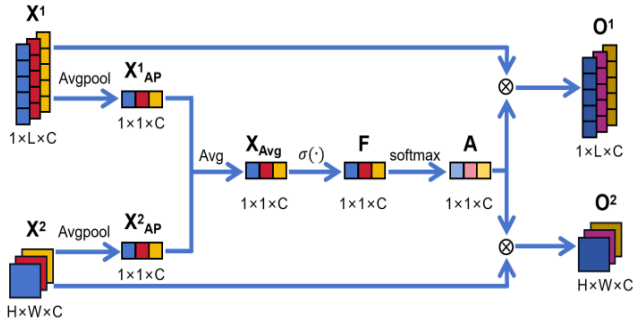 X¹
O¹
Avgpool
X¹AP
⊗
1×1×C
1×L×C
1×L×C
Avg
XAvg
σ(·)
F
softmax
A
1×1×C
1×1×C
1×1×C
X²
Avgpool
X²AP
O²
⊗
1×1×C
H×W×C
H×W×C